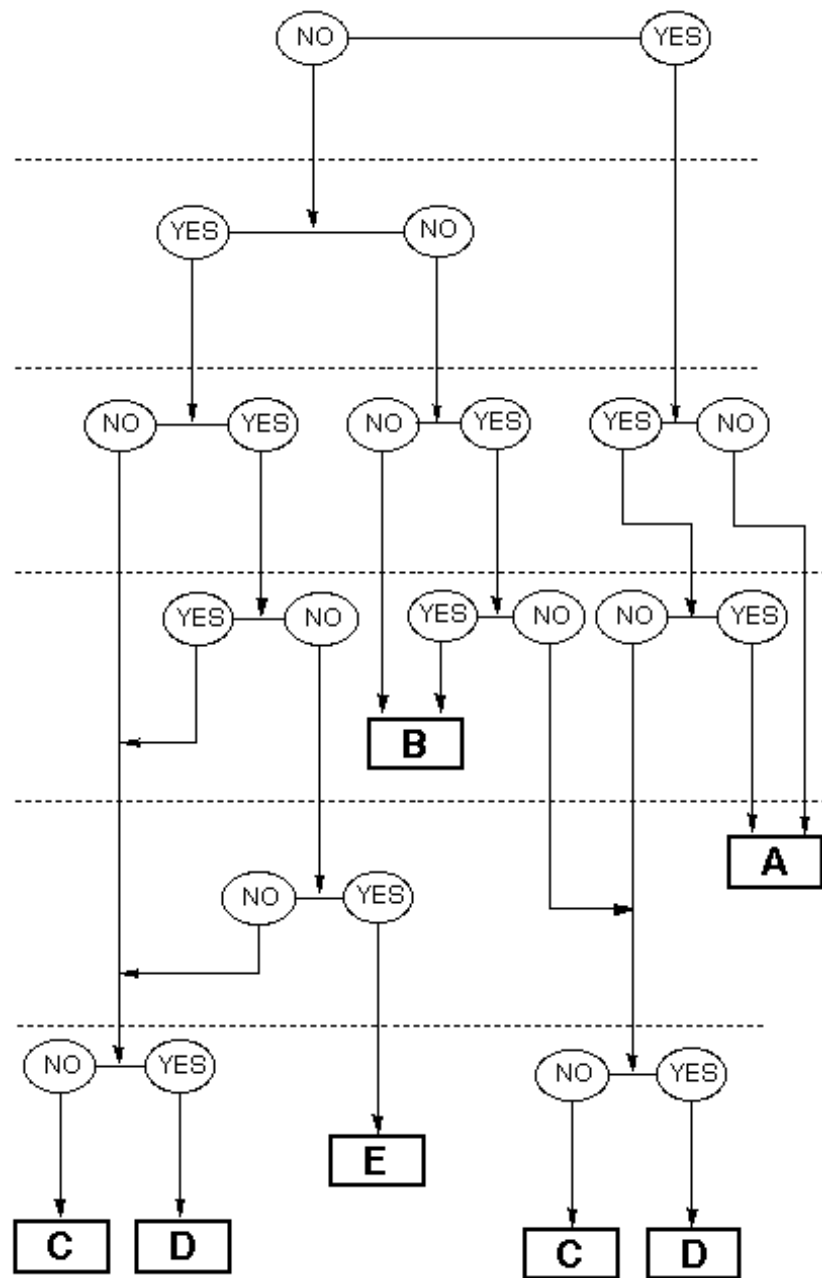 NO YES
YES NO
NO YES NO YES YES NO
YES NO YES NO NO YES
B
A
NO YES
NO YES NO YES
E
C D C D